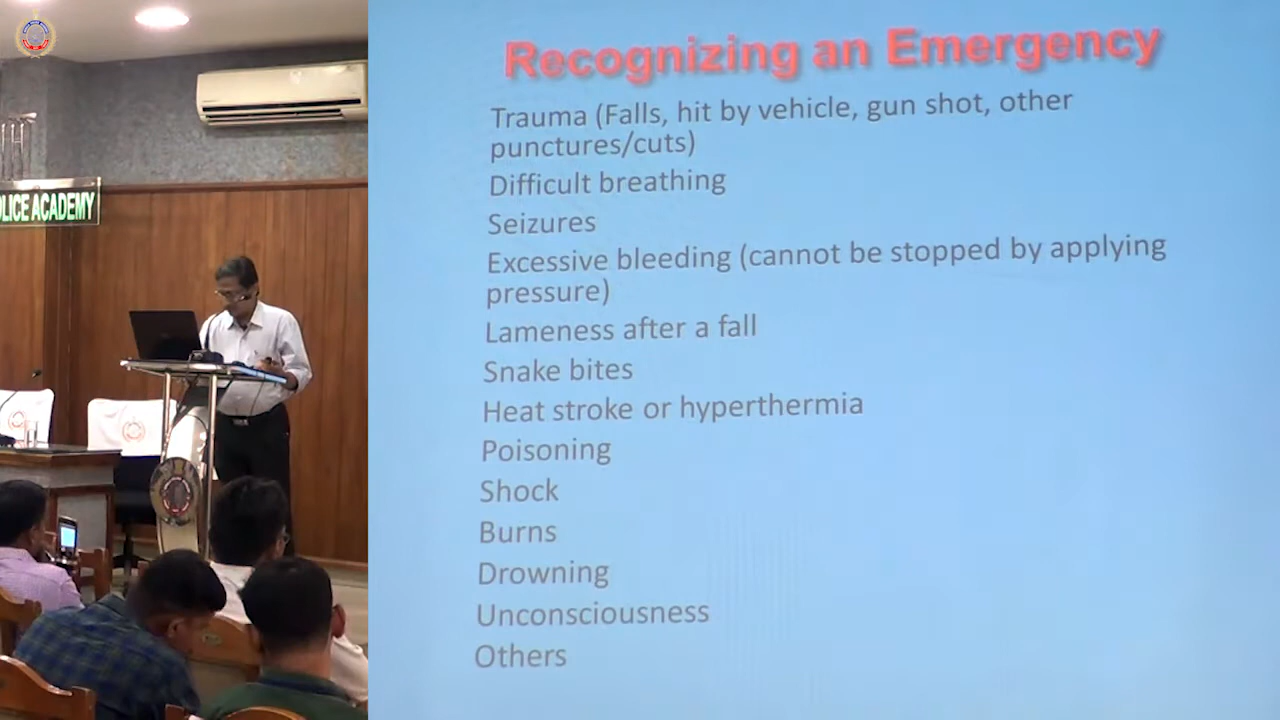 POLICE ACADEMY
Recognizing an Emergency
Trauma (Falls, hit by vehicle, gun shot, other
punctures/cuts)
Difficult breathing
Seizures
Excessive bleeding (cannot be stopped by applying
pressure)
Lameness after a fall
Snake bites
Heat stroke or hyperthermia
Poisoning
Shock
Burns
Drowning
Unconsciousness
Others